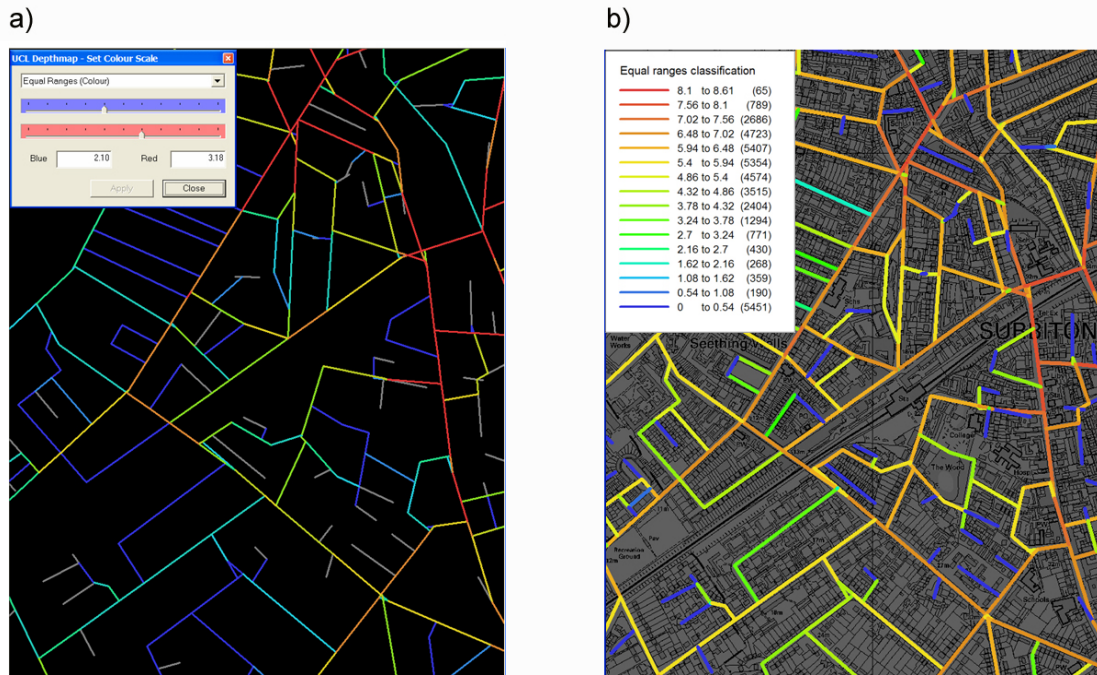 a)
b)
UCL Depthmap - Set Colour Scale
Equal Ranges (Colour)
Blue 2.10 Red 3.18
Apply Close
Equal ranges classification
8.1 to 8.61 (65)
7.56 to 8.1 (789)
7.02 to 7.56 (2686)
6.48 to 7.02 (4723)
5.94 to 6.48 (5407)
5.4 to 5.94 (5354)
4.86 to 5.4 (4574)
4.32 to 4.86 (3515)
3.78 to 4.32 (2404)
3.24 to 3.78 (1294)
2.7 to 3.24 (771)
2.16 to 2.7 (430)
1.62 to 2.16 (268)
1.08 to 1.62 (359)
0.54 to 1.08 (190)
0 to 0.54 (5451)
SURBITON
Water
Works
Seething Wells
Sta
College
The Wood
Recreation
Ground
Schools